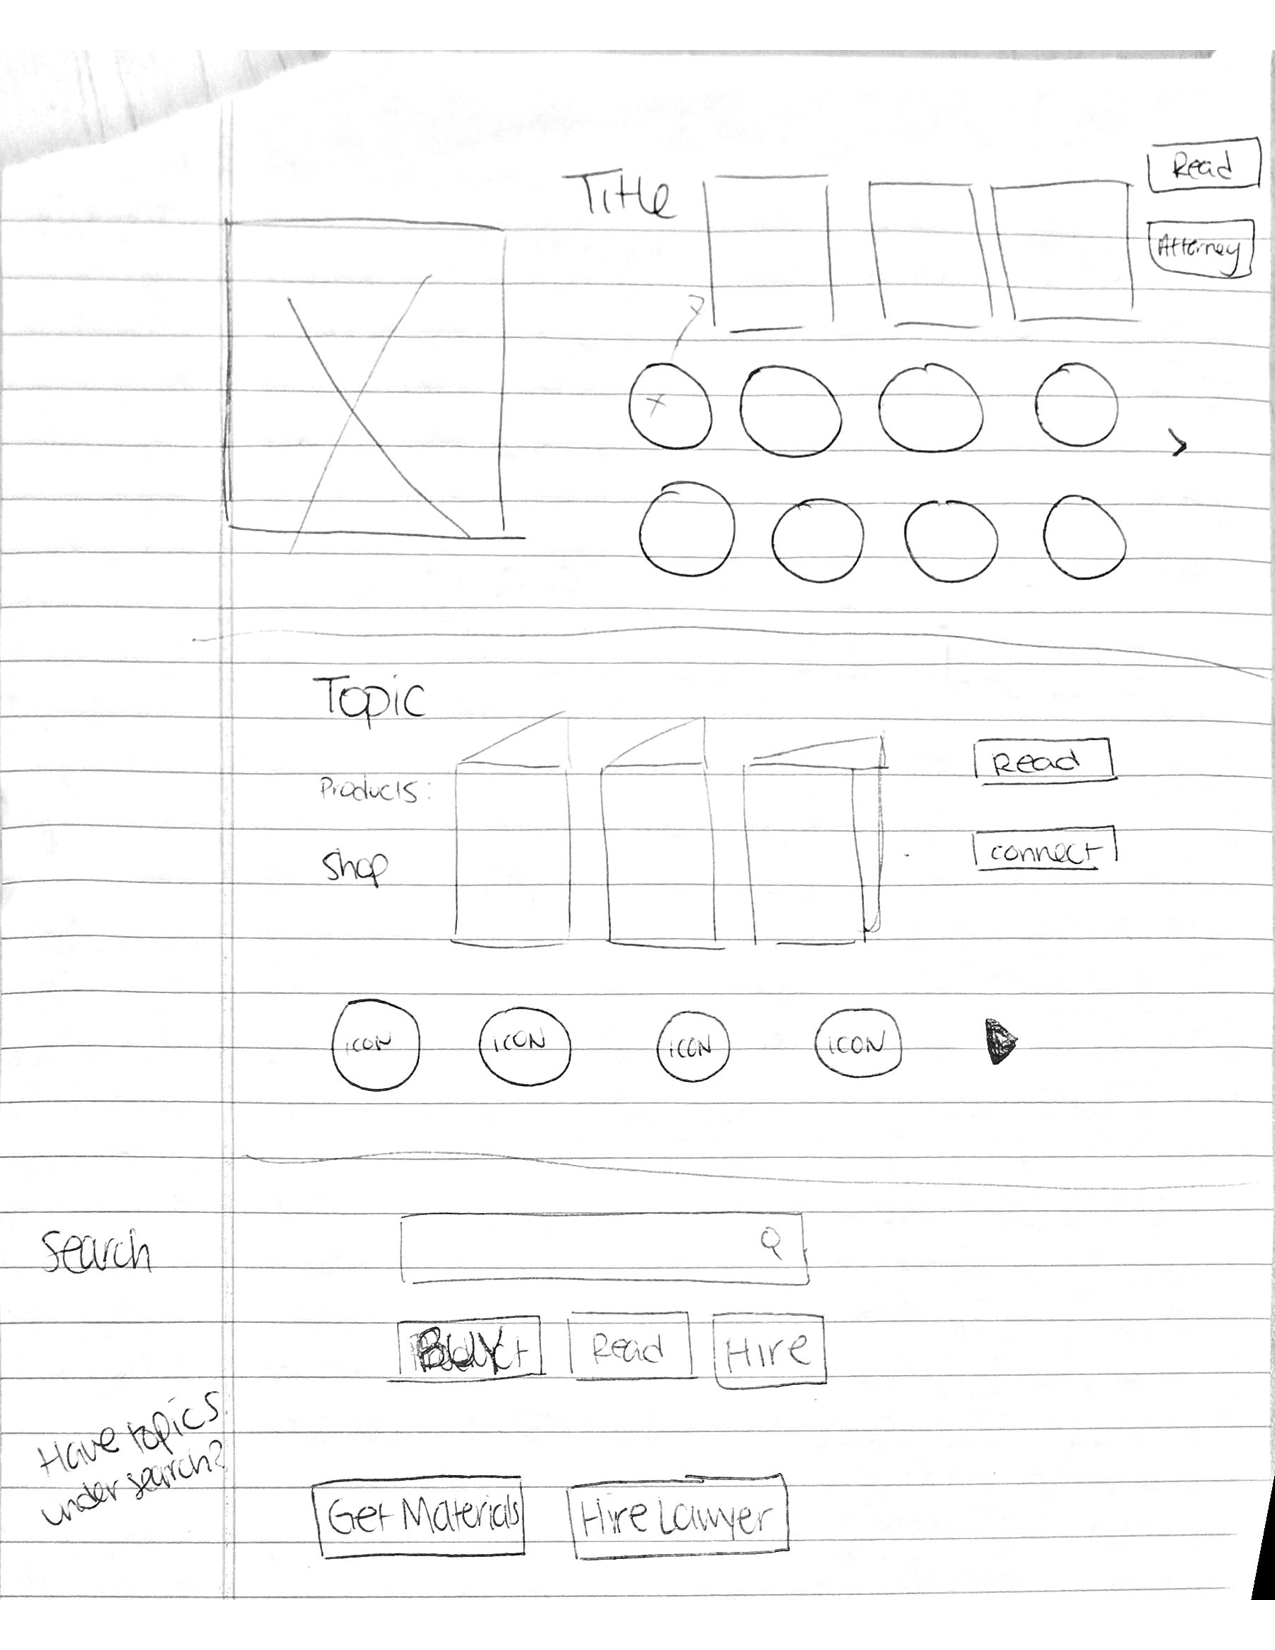 Title
Read
Attorney
Topic
Products:
Shop
Read
connect
icon
icon
icon
icon
Search
BUY
Read
Hire
Have topics
under search?
Get Materials
Hire Lawyer